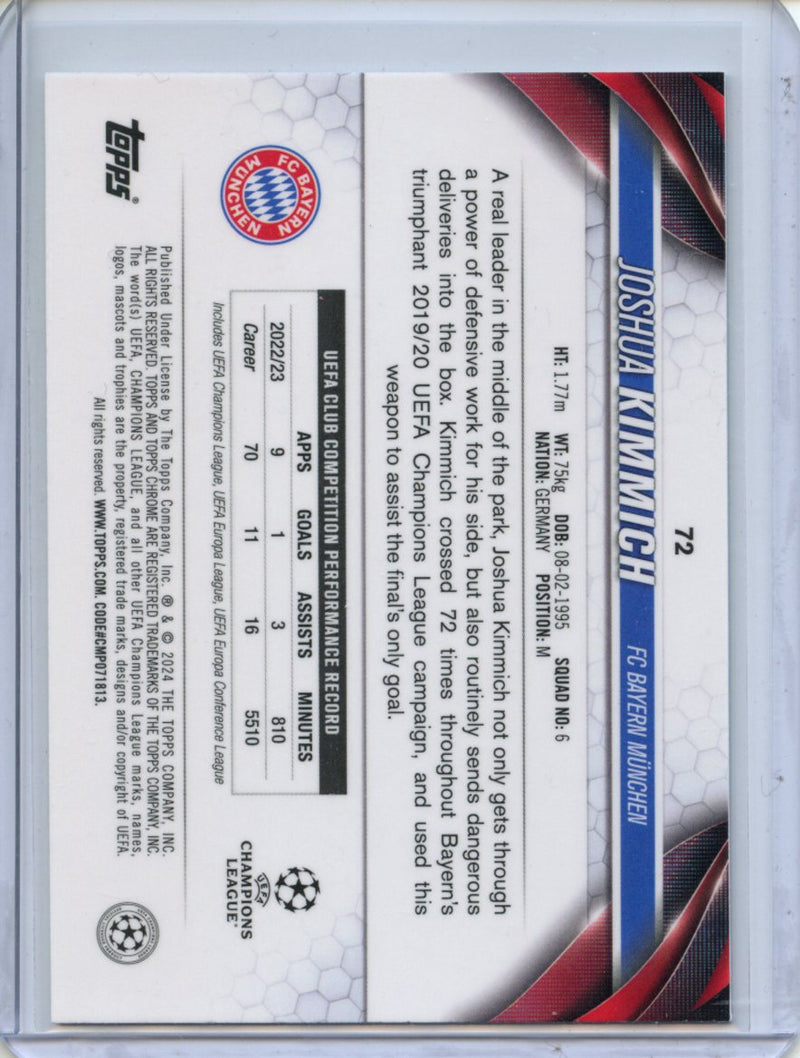 72
JOSHUA KIMMICH FC BAYERN MÜNCHEN
HT: 1.77m WT: 75kg DOB: 08-02-1995 SQUAD NO: 6
NATION: GERMANY POSITION: M
A real leader in the middle of the park, Joshua Kimmich not only gets through
a power of defensive work for his side, but also routinely sends dangerous
deliveries into the box. Kimmich crossed 72 times throughout Bayern's
triumphant 2019/20 UEFA Champions League campaign, and used this
weapon to assist the final's only goal.
FC BAYERN
MÜNCHEN
UEFA CLUB COMPETITION PERFORMANCE RECORD
APPS GOALS ASSISTS MINUTES
2022/23 9 1 3 810
Career 70 11 16 5510
Includes UEFA Champions League, UEFA Europa League, UEFA Europa Conference League
UEFA
CHAMPIONS
LEAGUE®
topps®
Published Under License by The Topps Company, Inc. ® & © 2024 THE TOPPS COMPANY, INC.
ALL RIGHTS RESERVED. TOPPS AND TOPPS CHROME ARE REGISTERED TRADEMARKS OF THE TOPPS COMPANY, INC.
The word(s) UEFA, CHAMPIONS LEAGUE, and all other UEFA Champions League marks, names,
logos, mascots and trophies are the property, registered trade marks, designs and/or copyright of UEFA.
All rights reserved. WWW.TOPPS.COM. CODE#CMP071813.